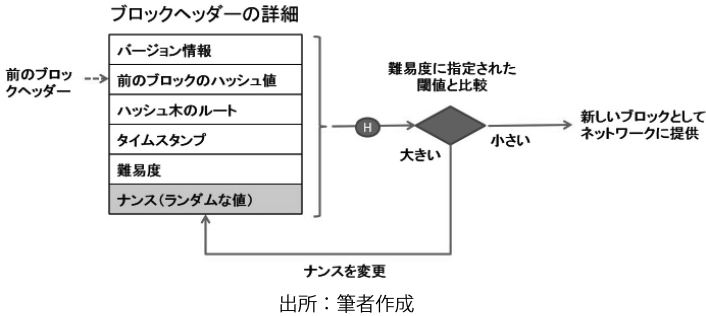 ブロックヘッダーの詳細
前のブロッ
クヘッダー
バージョン情報
前のブロックのハッシュ値
ハッシュ木のルート
タイムスタンプ
難易度
ナンス(ランダムな値)
H
難易度に指定された
閾値と比較
大きい
小さい
新しいブロックとして
ネットワークに提供
ナンスを変更
出所：筆者作成